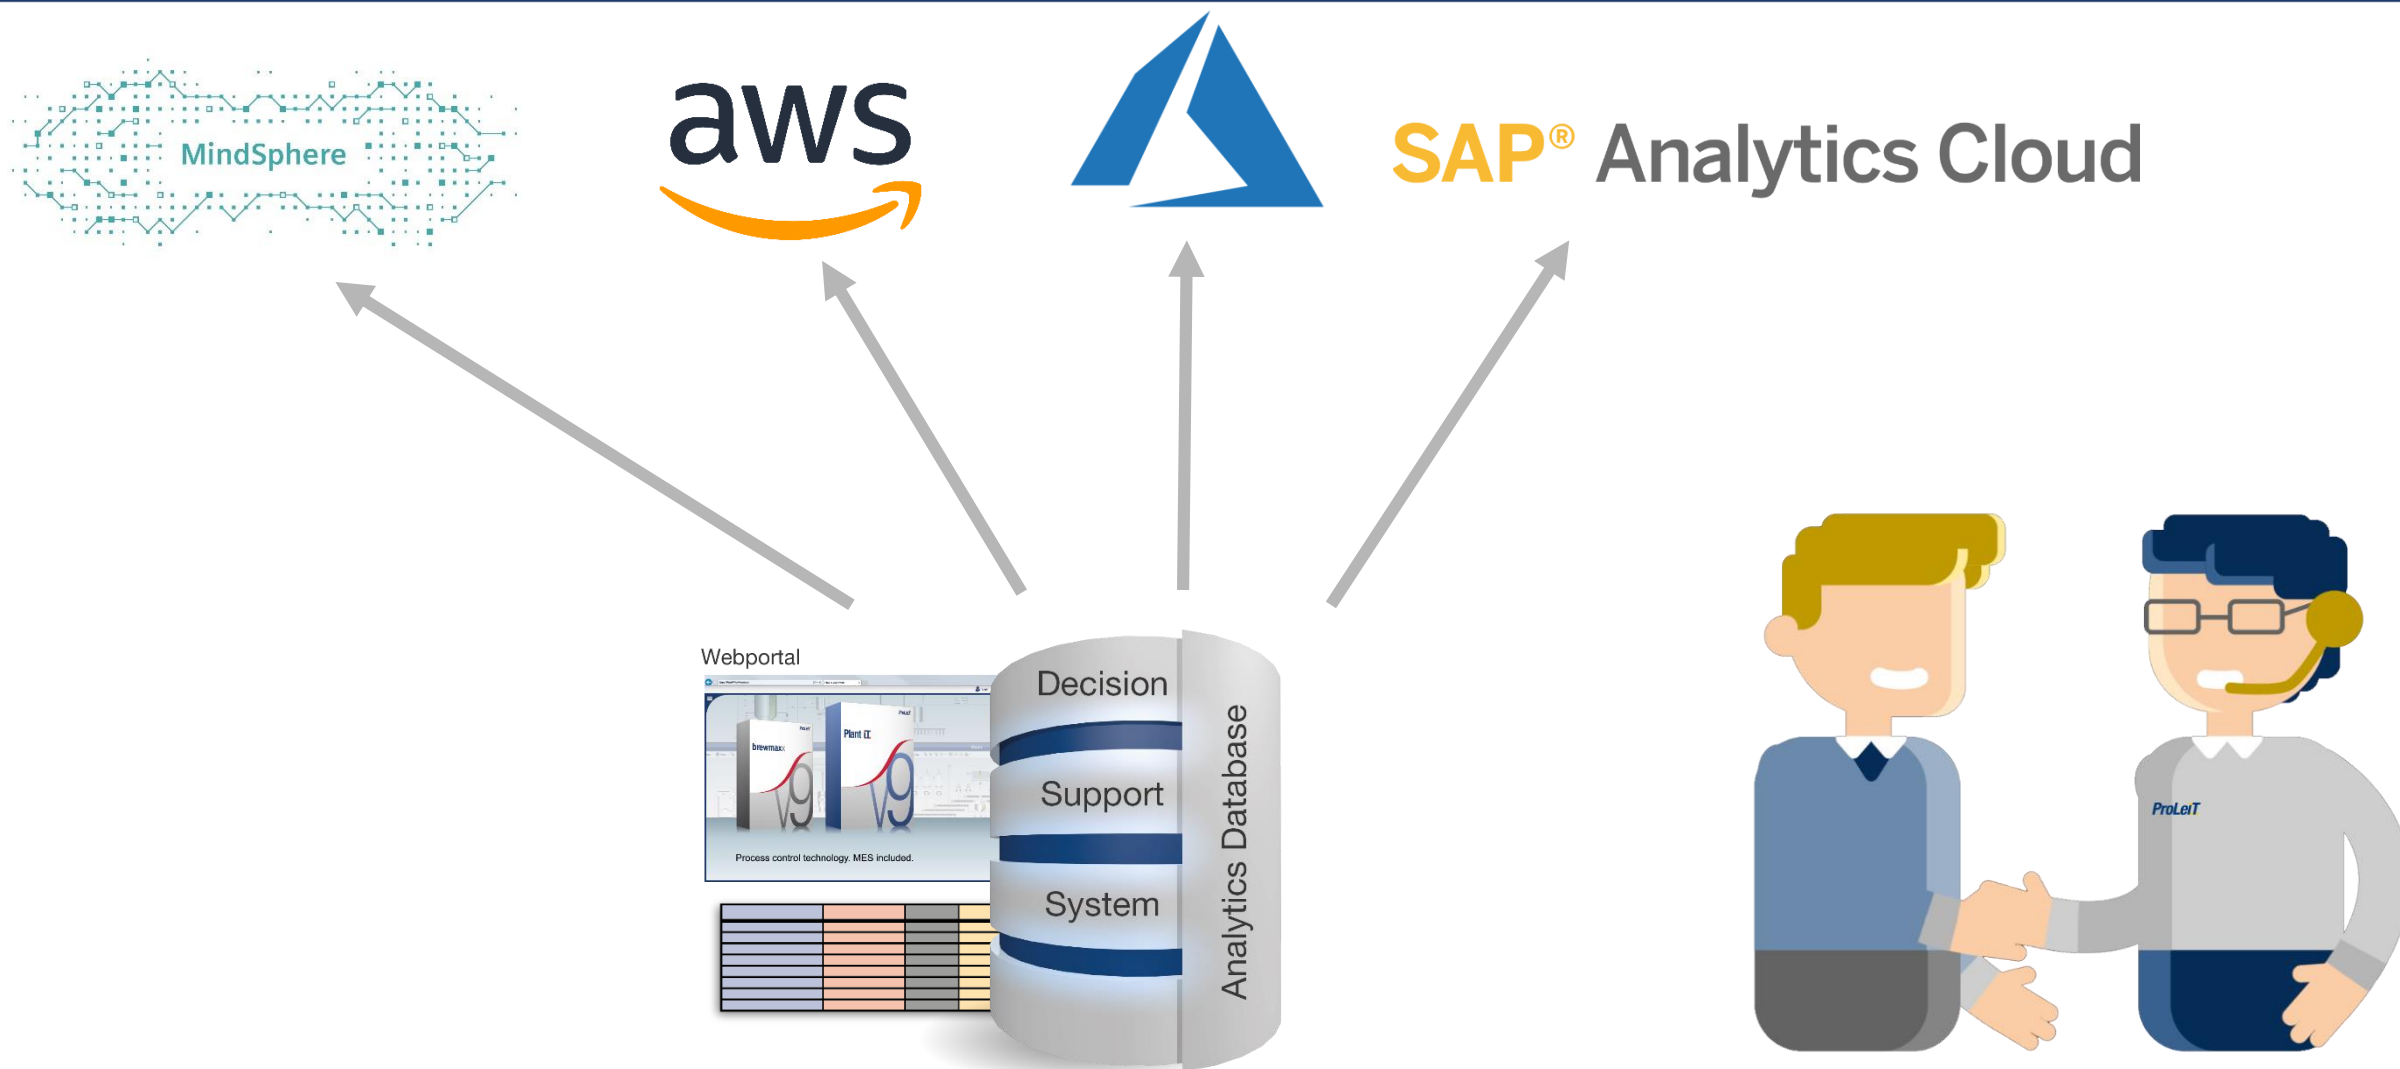 MindSphere
aws
SAP® Analytics Cloud
Webportal
brewmaxx
ProLeiT
Plant iT
V9
V9
Process control technology. MES included.
Decision
Support
System
Analytics Database
ProLeiT